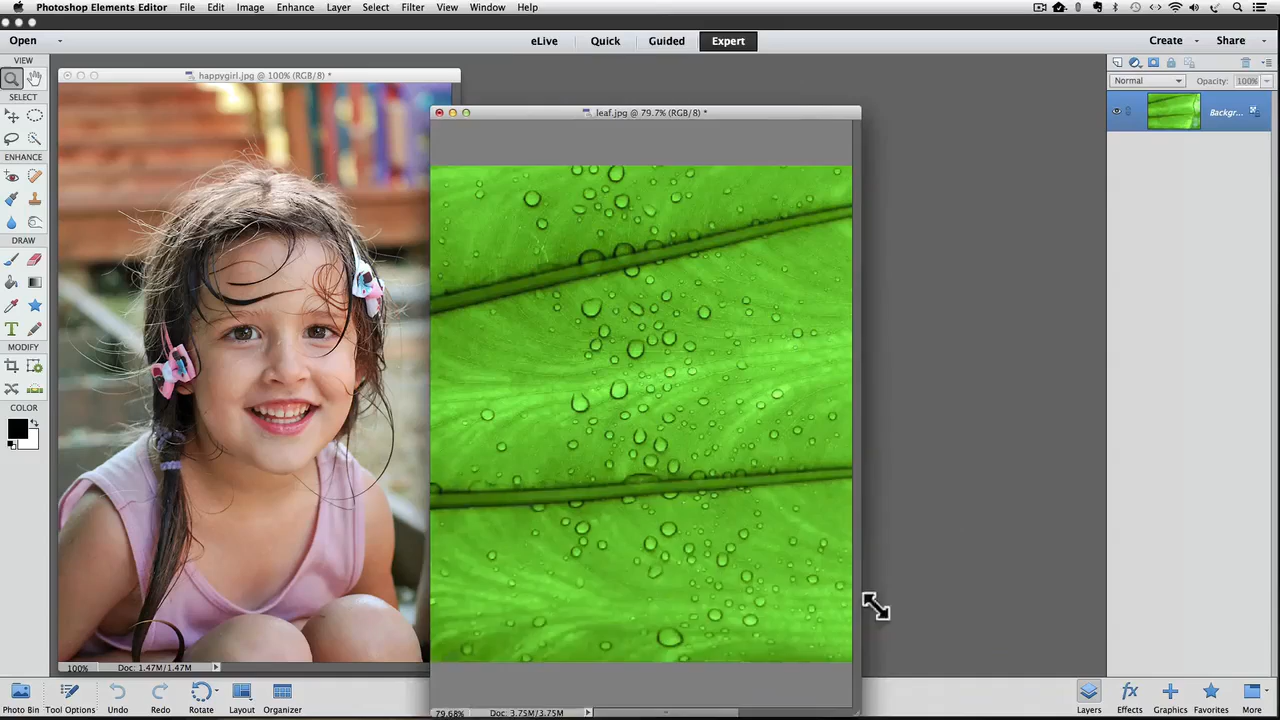 Photoshop Elements Editor File Edit Image Enhance Layer Select Filter View Window Help
Open eLive Quick Guided Expert Create Share
VIEW
SELECT
ENHANCE
DRAW
T
MODIFY
COLOR
happygirl.jpg @ 100% (RGB/8) *
100% Doc: 1.47M/1.47M
leaf.jpg @ 79.7% (RGB/8) *
79.68% Doc: 3.75M/3.75M
Normal Opacity: 100%
Backgr...
Photo Bin Tool Options Undo Redo Rotate Layout Organizer
Layers Effects Graphics Favorites More
fx